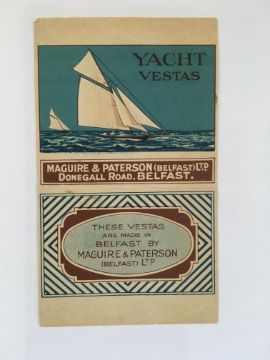 YACHT
VESTAS
MAGUIRE & PATERSON (BELFAST) LTD
DONEGALL ROAD. BELFAST.
THESE VESTAS
ARE MADE IN
BELFAST BY
MAGUIRE & PATERSON
(BELFAST) LTD